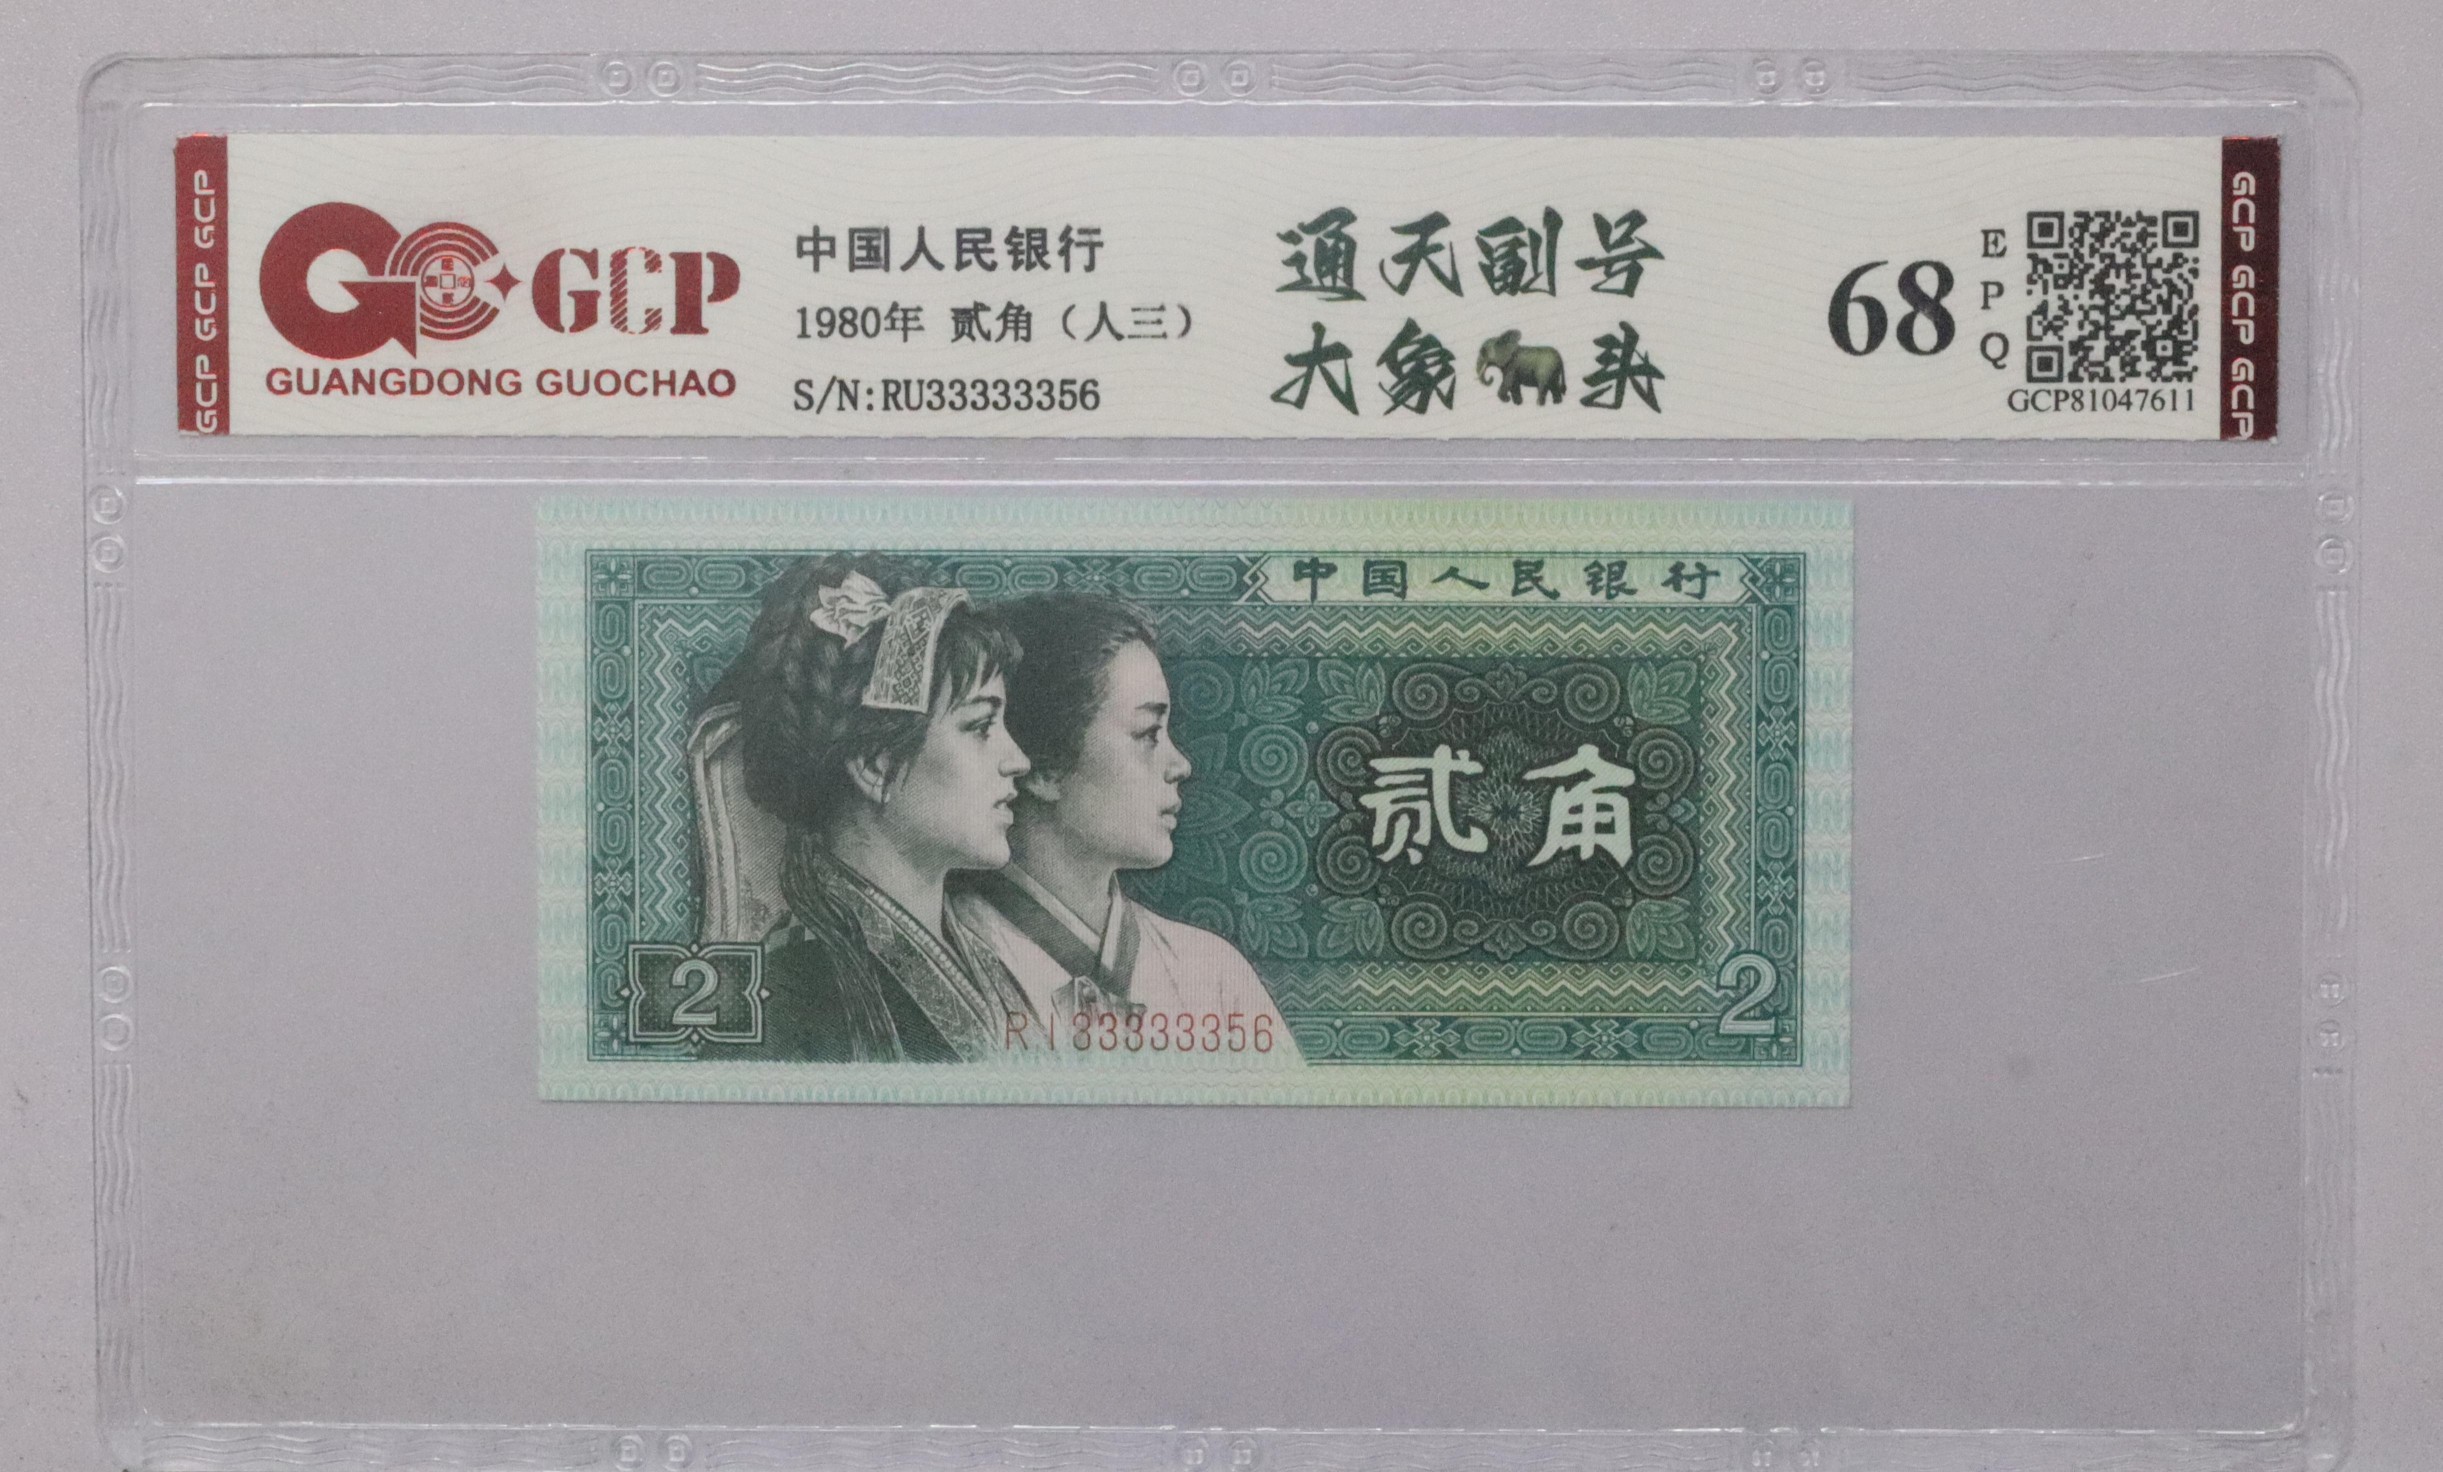 GCP GCP GCP
GCP
GUANGDONG GUOCHAO
中国人民银行
1980年 贰角（人三）
S/N:RU33333356
通天副号
大象🐘头
68
EPQ
GCP81047611
GCP GCP GCP
中国人民银行
贰角
2
2
RI33333356